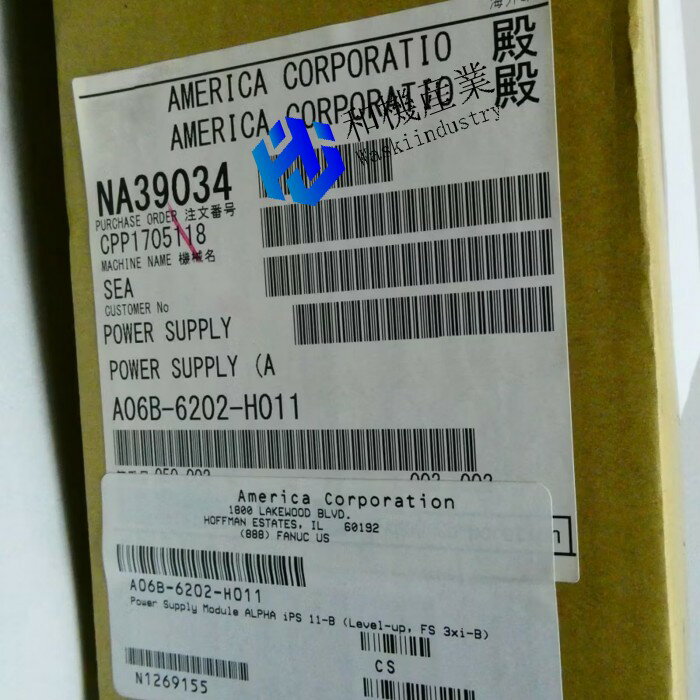 AMERICA CORPORATIO 殿
AMERICA CORPORATIO 殿
和機産業
Waskiindustry
NA39034
PURCHASE ORDER 注文番号
CPP1705118
MACHINE NAME 機械名
SEA
CUSTOMER No
POWER SUPPLY
POWER SUPPLY (A
A06B-6202-H011
America Corporation
1800 LAKEWOOD BLVD.
HOFFMAN ESTATES, IL 60192
(888) FANUC US
A06B-6202-H011
Power Supply Module ALPHA iPS 11-B (Level-up, FS 3xi-B)
CS
N1269155